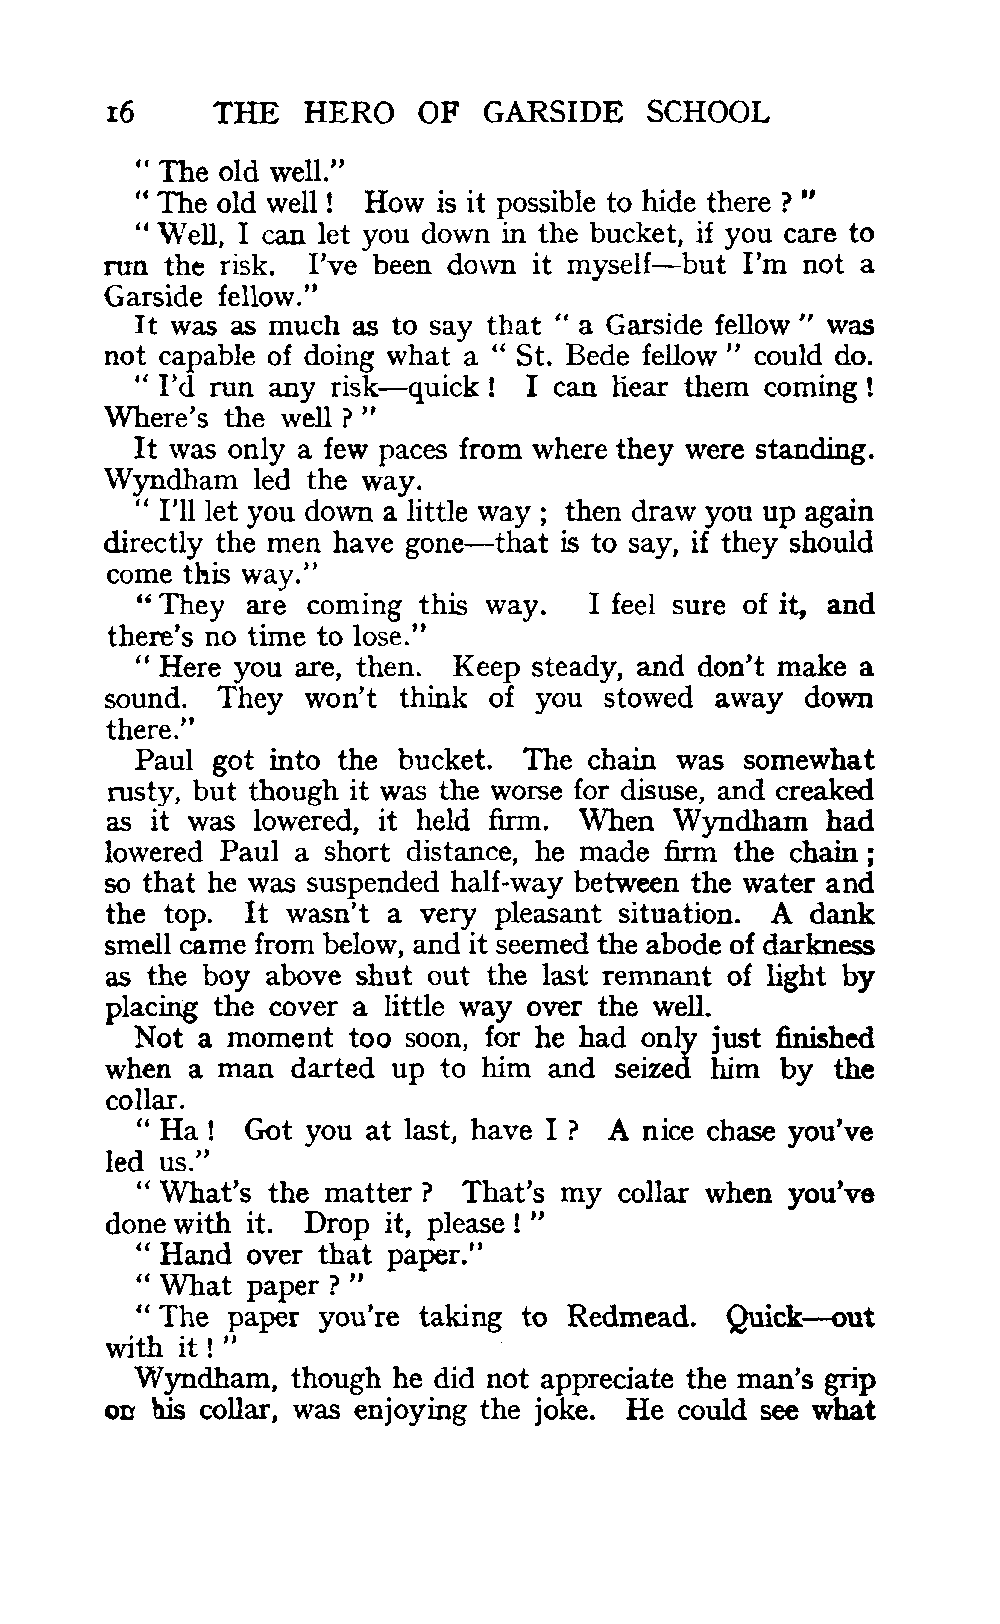 16 THE HERO OF GARSIDE SCHOOL
“ The old well.”
“ The old well ! How is it possible to hide there ? "
“ Well, I can let you down in the bucket, if you care to
run the risk. I’ve been down it myself—but I’m not a
Garside fellow.”
It was as much as to say that “ a Garside fellow ” was
not capable of doing what a “ St. Bede fellow ” could do.
“ I’d run any risk—quick ! I can hear them coming !
Where’s the well ? ”
It was only a few paces from where they were standing.
Wyndham led the way.
“ I’ll let you down a little way ; then draw you up again
directly the men have gone—that is to say, if they should
come this way.”
“ They are coming this way. I feel sure of it, and
there’s no time to lose.”
“ Here you are, then. Keep steady, and don’t make a
sound. They won’t think of you stowed away down
there.”
Paul got into the bucket. The chain was somewhat
rusty, but though it was the worse for disuse, and creaked
as it was lowered, it held firm. When Wyndham had
lowered Paul a short distance, he made firm the chain ;
so that he was suspended half-way between the water and
the top. It wasn’t a very pleasant situation. A dank
smell came from below, and it seemed the abode of darkness
as the boy above shut out the last remnant of light by
placing the cover a little way over the well.
Not a moment too soon, for he had only just finished
when a man darted up to him and seized him by the
collar.
“ Ha ! Got you at last, have I ? A nice chase you’ve
led us.”
“ What’s the matter ? That’s my collar when you’ve
done with it. Drop it, please ! ”
“ Hand over that paper.”
“ What paper ? ”
“ The paper you’re taking to Redmead. Quick—out
with it ! ”
Wyndham, though he did not appreciate the man’s grip
on his collar, was enjoying the joke. He could see what